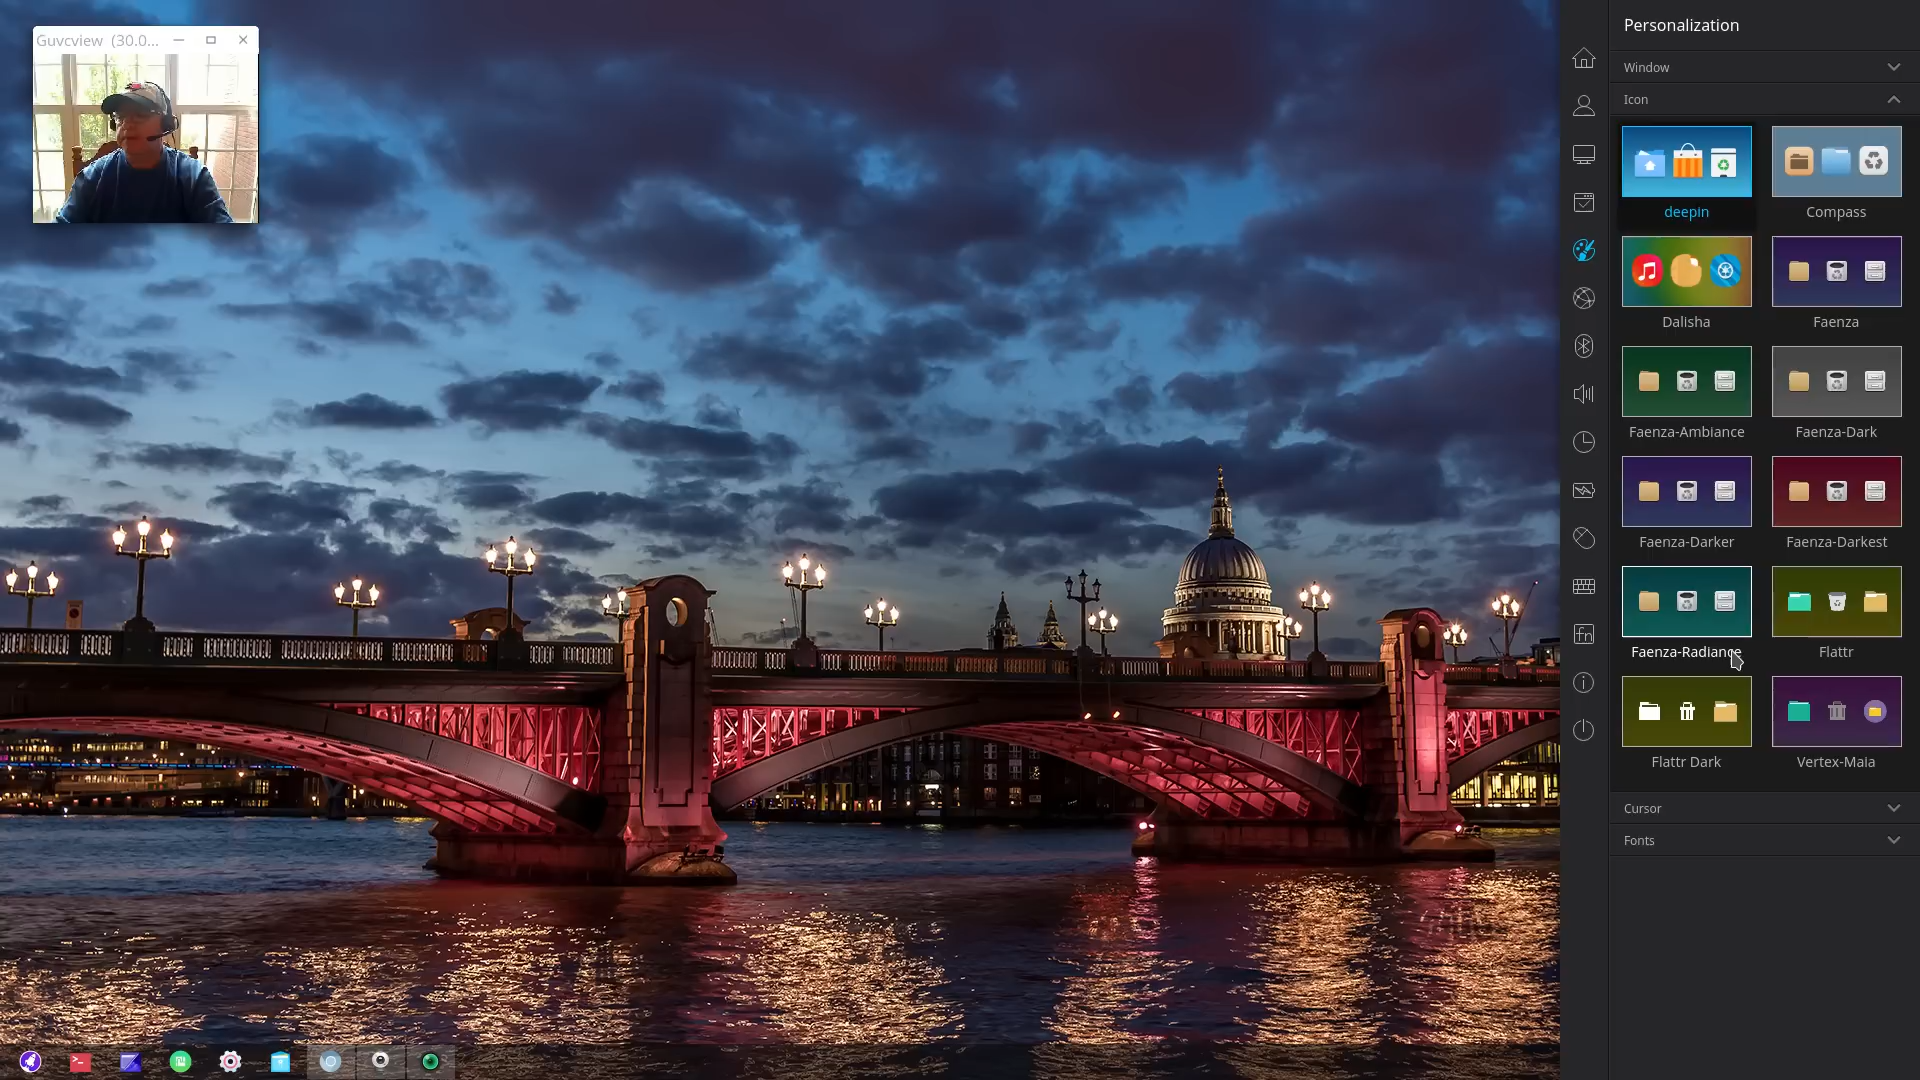 Guvcview (30.0...
Personalization
Window
Icon
deepin
Compass
Dalisha
Faenza
Faenza-Ambiance
Faenza-Dark
Faenza-Darker
Faenza-Darkest
Faenza-Radiance
Flattr
Flattr Dark
Vertex-Maia
Cursor
Fonts
fn